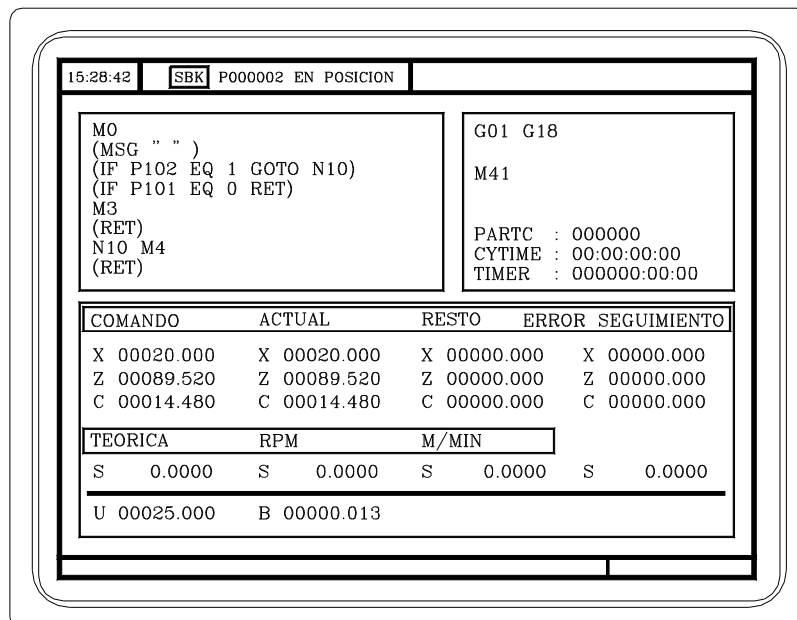 15:28:42 SBK P000002 EN POSICION
M0
(MSG " " )
(IF P102 EQ 1 GOTO N10)
(IF P101 EQ 0 RET)
M3
(RET)
N10 M4
(RET)
G01 G18
M41
PARTC : 000000
CYTIME : 00:00:00:00
TIMER : 000000:00:00
COMANDO ACTUAL RESTO ERROR SEGUIMIENTO
X 00020.000 X 00020.000 X 00000.000 X 00000.000
Z 00089.520 Z 00089.520 Z 00000.000 Z 00000.000
C 00014.480 C 00014.480 C 00000.000 C 00000.000
TEORICA RPM M/MIN
S 0.0000 S 0.0000 S 0.0000 S 0.0000
U 00025.000 B 00000.013